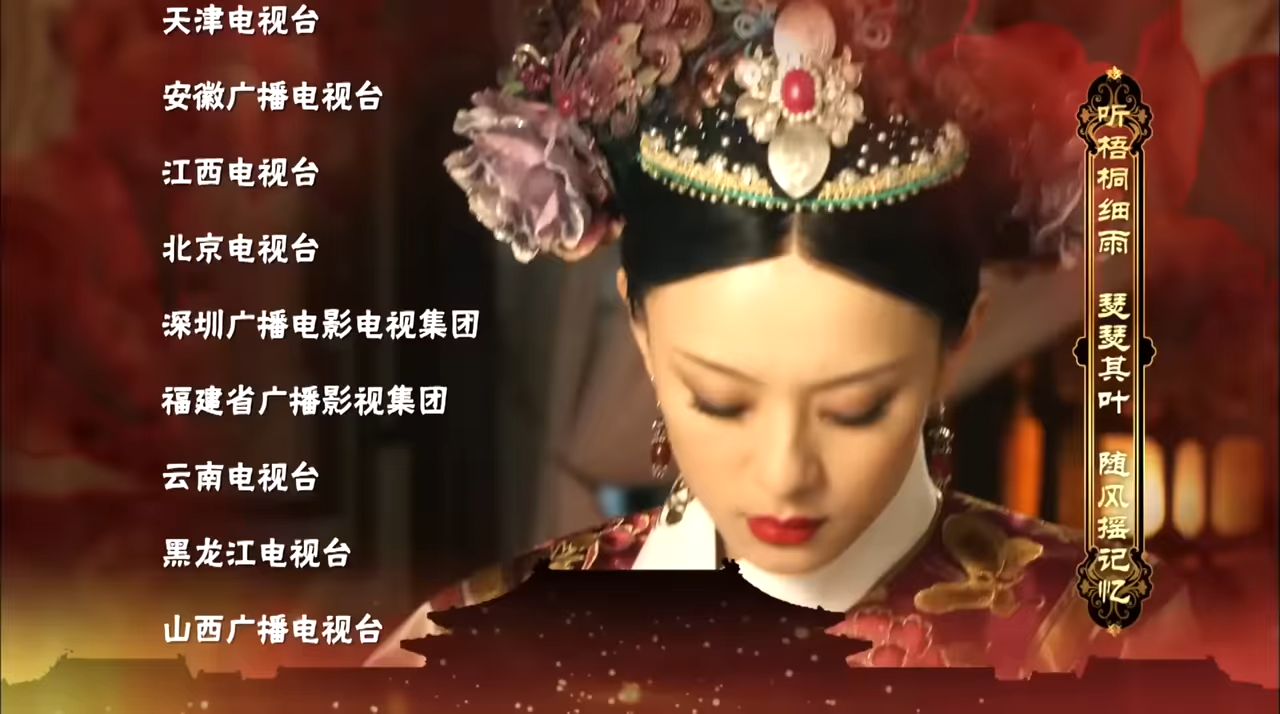 天津电视台
安徽广播电视台
江西电视台
北京电视台
深圳广播电影电视集团
福建省广播影视集团
云南电视台
黑龙江电视台
山西广播电视台
听梧桐细雨 瑟瑟其叶 随风摇记忆